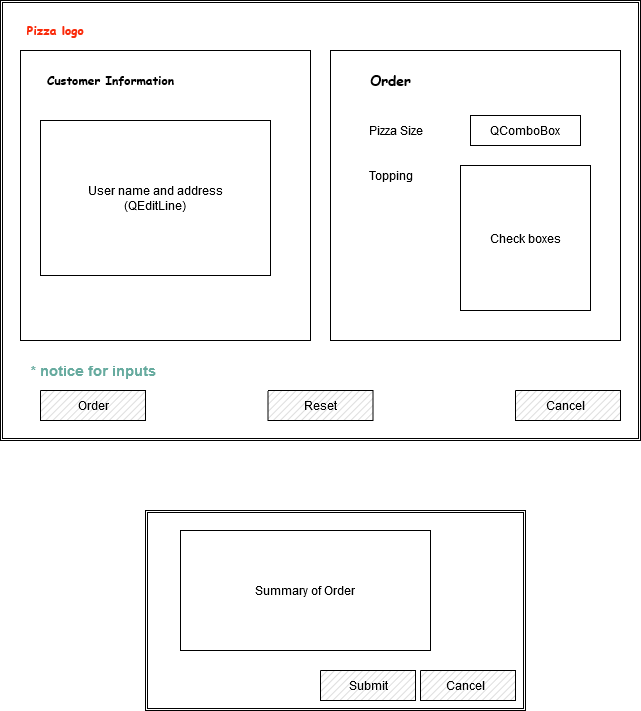 Pizza logo
Customer Information
User name and address
(QEditLine)
Order
Pizza Size
QComboBox
Topping
Check boxes
* notice for inputs
Order
Reset
Cancel
Summary of Order
Submit
Cancel